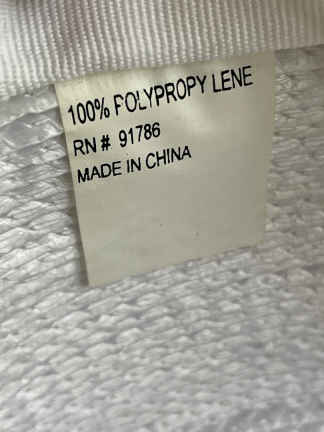 100% POLYPROPY LENE
RN # 91786
MADE IN CHINA